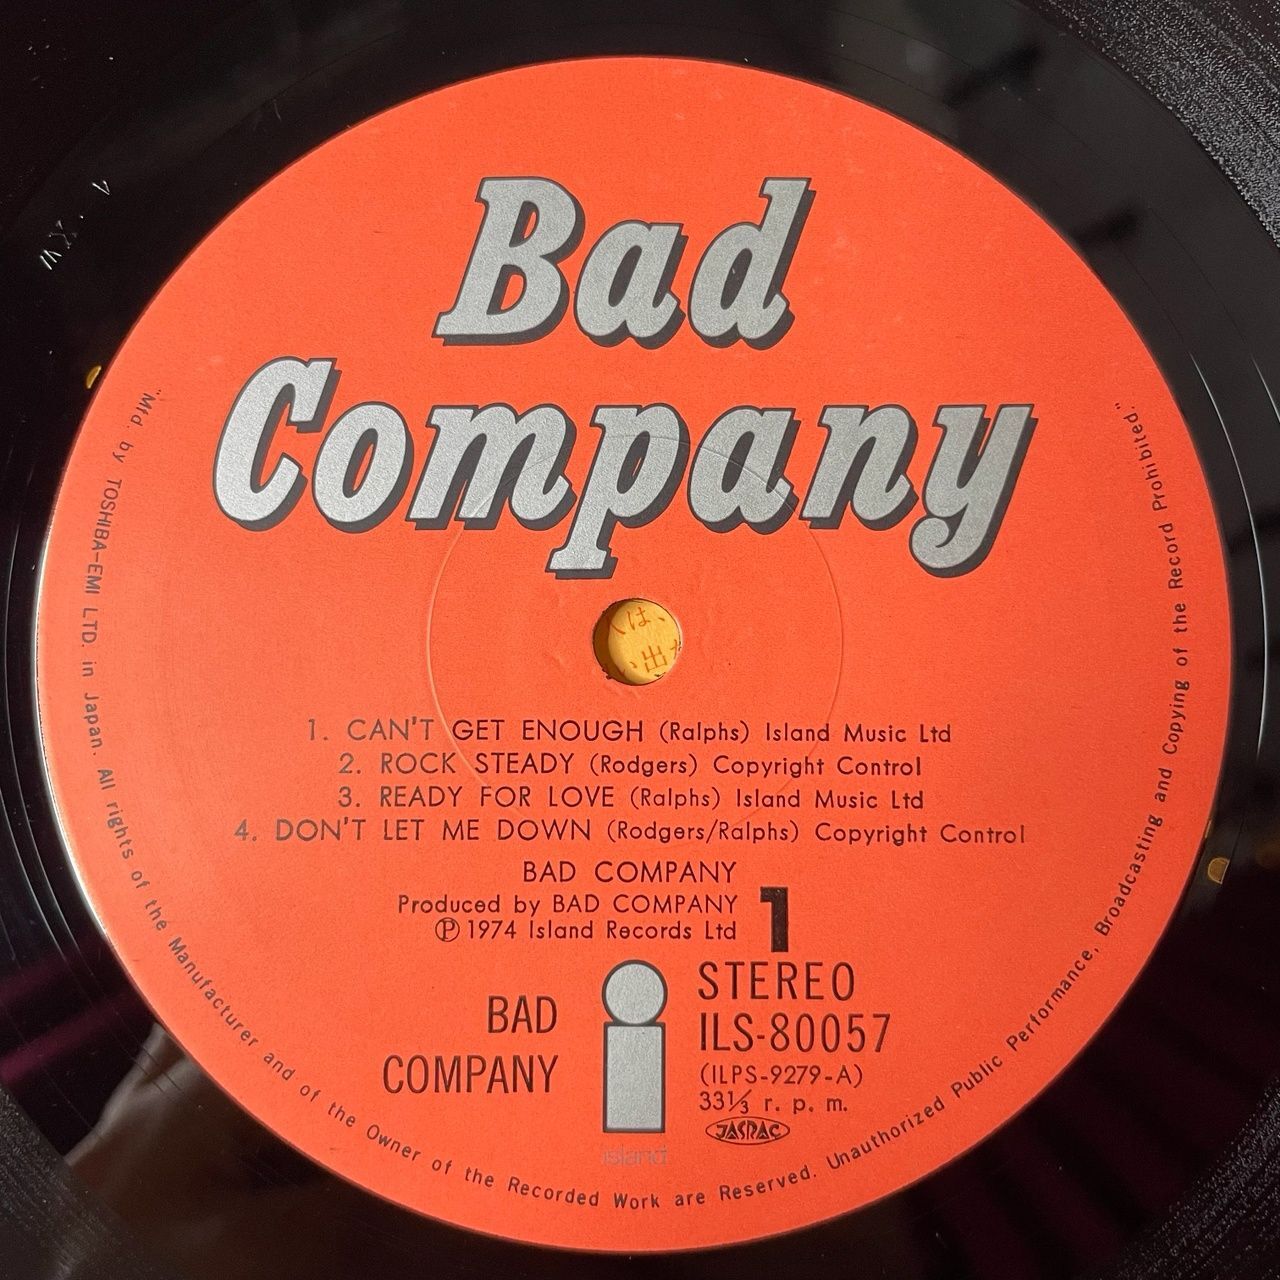 Bad
Company
は、
出
1. CAN'T GET ENOUGH (Ralphs) Island Music Ltd
2. ROCK STEADY (Rodgers) Copyright Control
3. READY FOR LOVE (Ralphs) Island Music Ltd
4. DON'T LET ME DOWN (Rodgers/Ralphs) Copyright Control
BAD COMPANY
Produced by BAD COMPANY
Ⓟ 1974 Island Records Ltd
1
BAD
COMPANY
island
STEREO
ILS-80057
(ILPS-9279-A)
33⅓ r. p. m.
JASRAC
"Mfd. by TOSHIBA-EMI LTD. in Japan. All rights of the Manufacturer and of the Owner of the Recorded Work are Reserved. Unauthorized Public Performance, Broadcasting and Copying of the Record Prohibited."